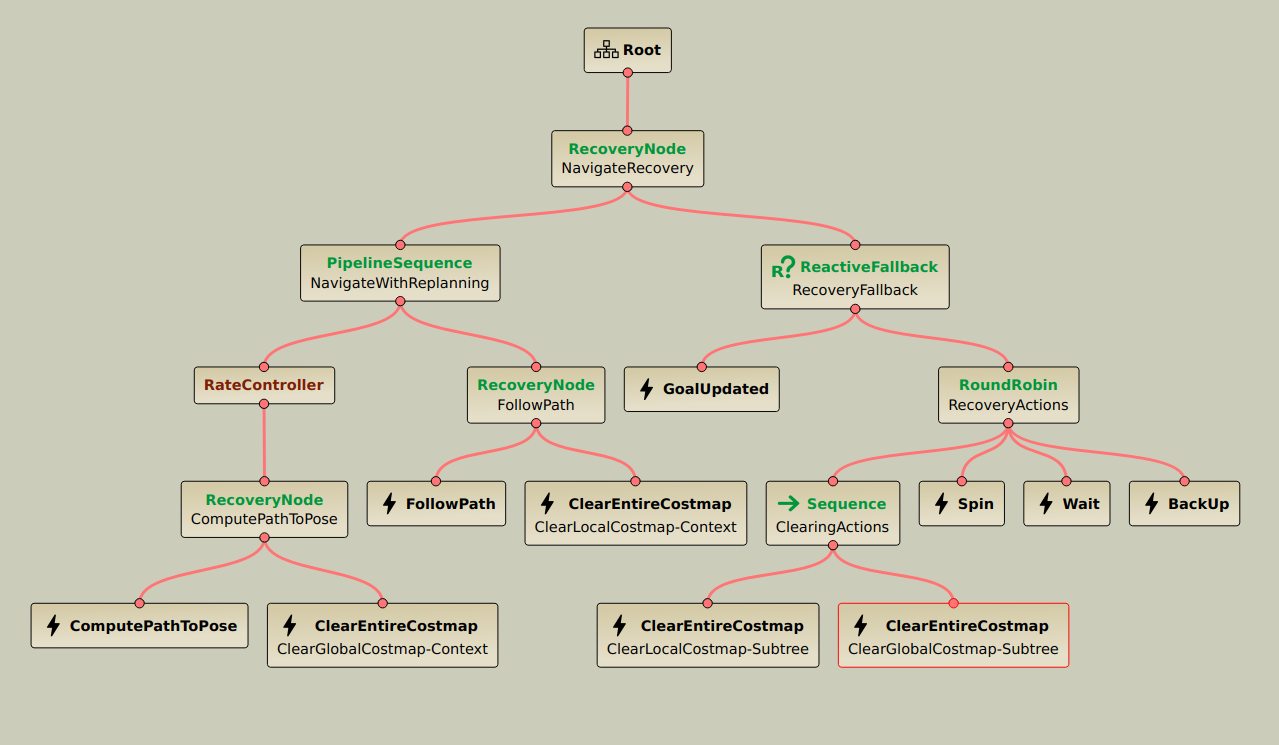 Root
RecoveryNode
NavigateRecovery
PipelineSequence
NavigateWithReplanning
R? ReactiveFallback
RecoveryFallback
RateController
RecoveryNode
FollowPath
GoalUpdated
RoundRobin
RecoveryActions
RecoveryNode
ComputePathToPose
FollowPath
ClearEntireCostmap
ClearLocalCostmap-Context
Sequence
ClearingActions
Spin
Wait
BackUp
ComputePathToPose
ClearEntireCostmap
ClearGlobalCostmap-Context
ClearEntireCostmap
ClearLocalCostmap-Subtree
ClearEntireCostmap
ClearGlobalCostmap-Subtree